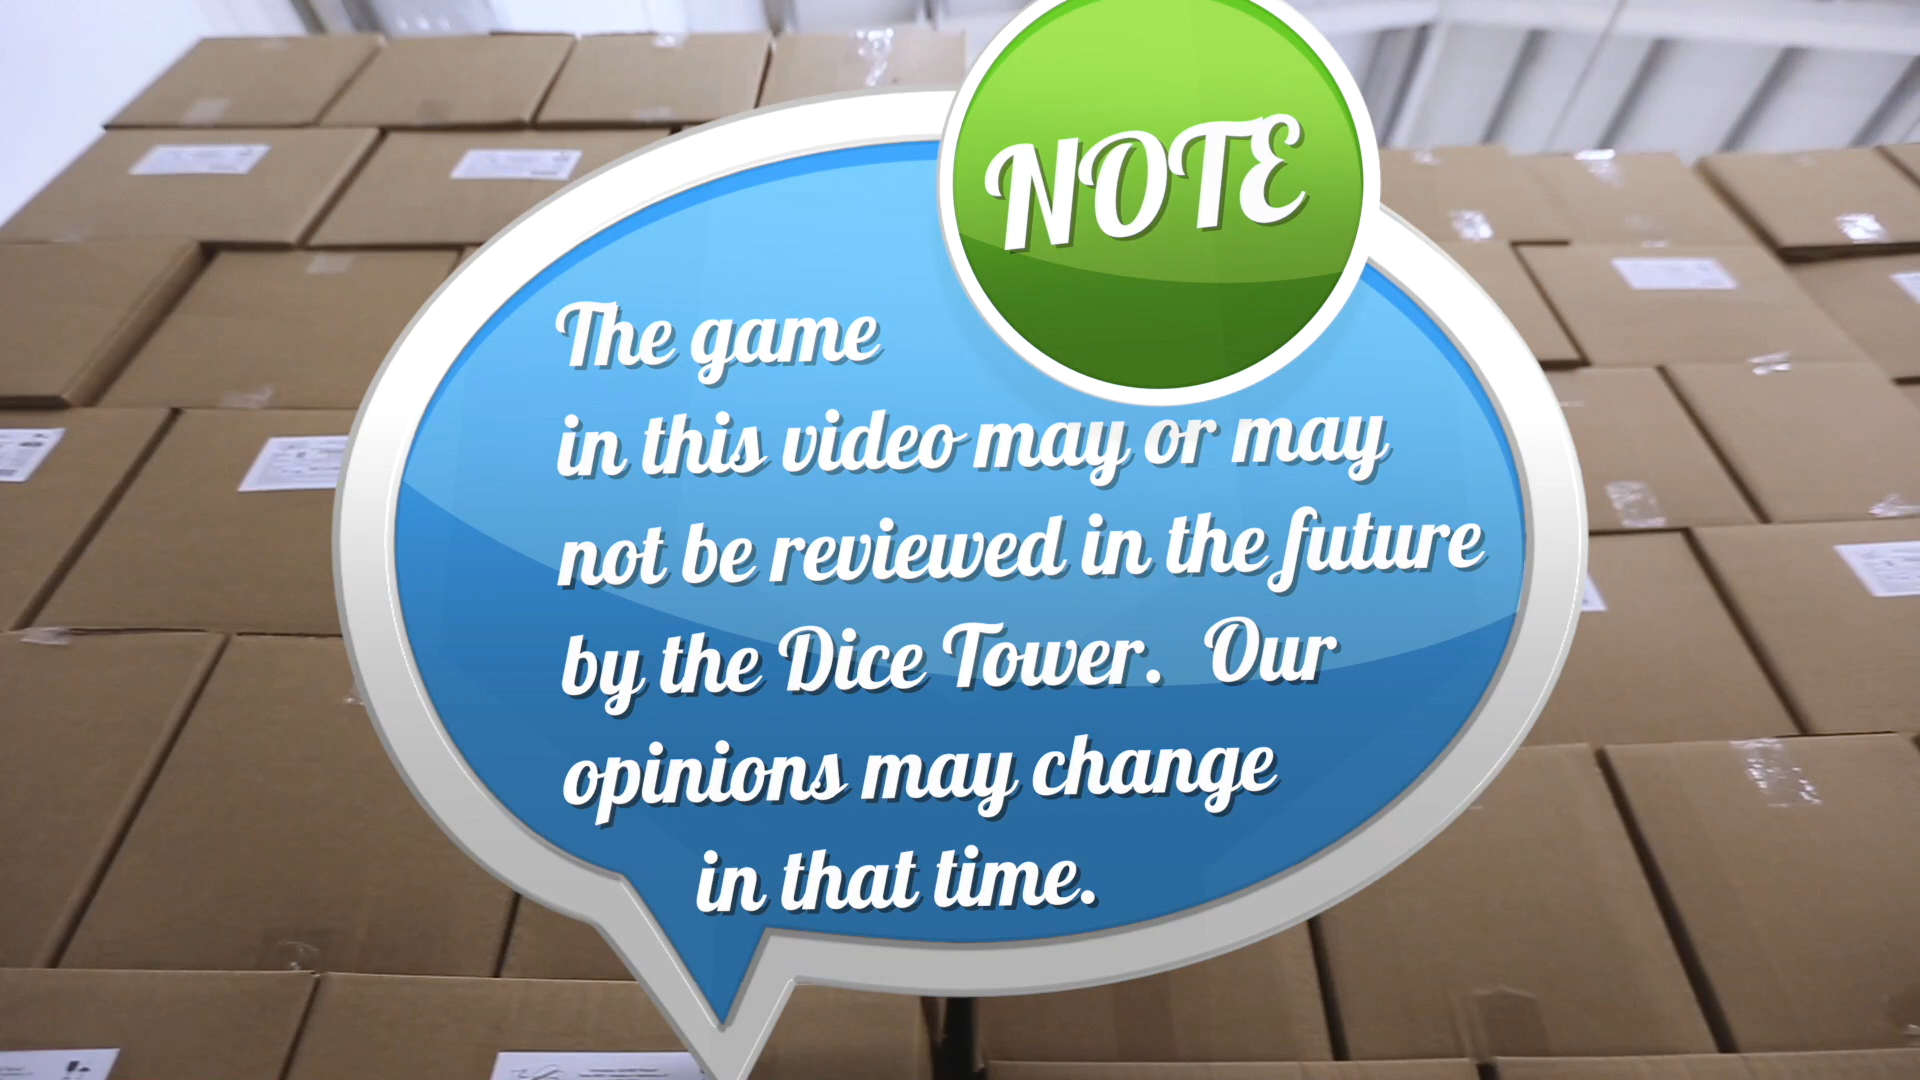 NOTE
The game
in this video may or may
not be reviewed in the future
by the Dice Tower. Our
opinions may change
in that time.